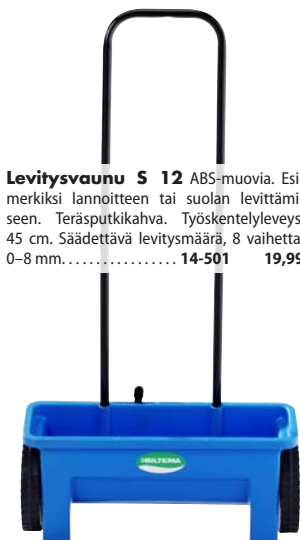 Levitysvaunu S 12 ABS-muovia. Esi-
merkiksi lannoitteen tai suolan levittämi-
seen. Teräsputkikahva. Työskentelyleveys
45 cm. Säädettävä levitysmäärä, 8 vaihetta
0–8 mm................. 14-501 19,99
BILTEMA